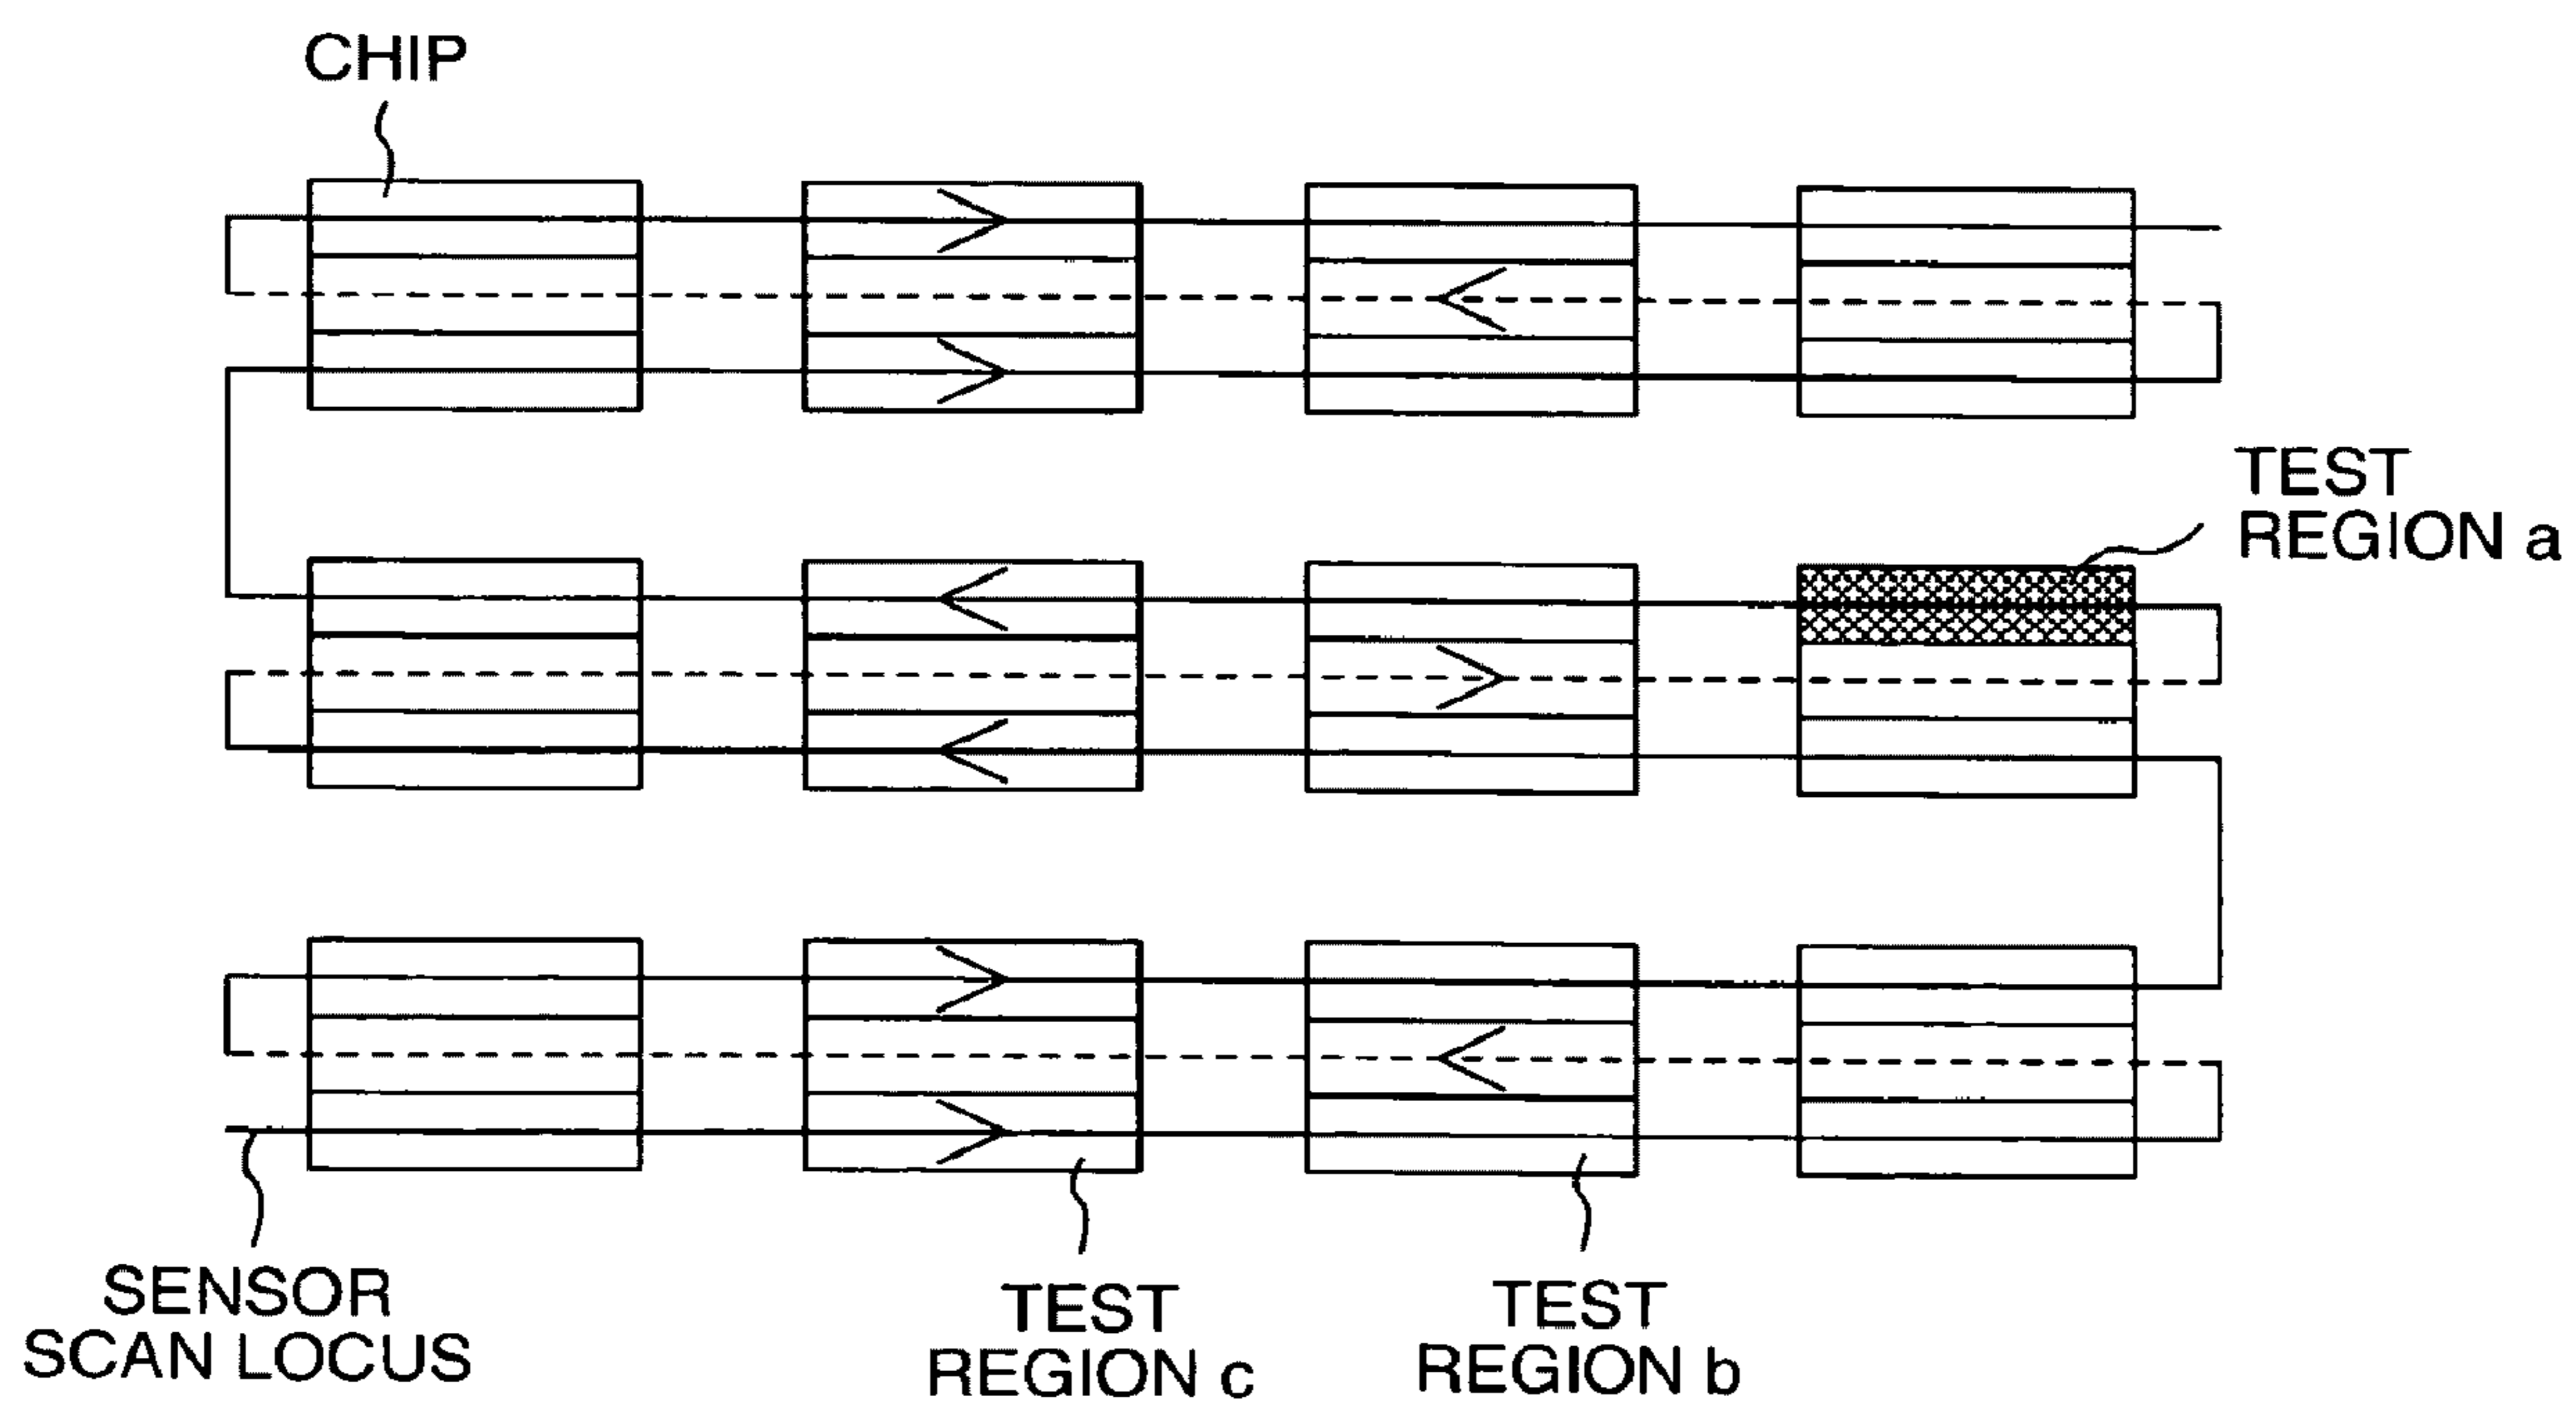 CHIP
TEST
REGION a
SENSOR
SCAN LOCUS
TEST
REGION c
TEST
REGION b